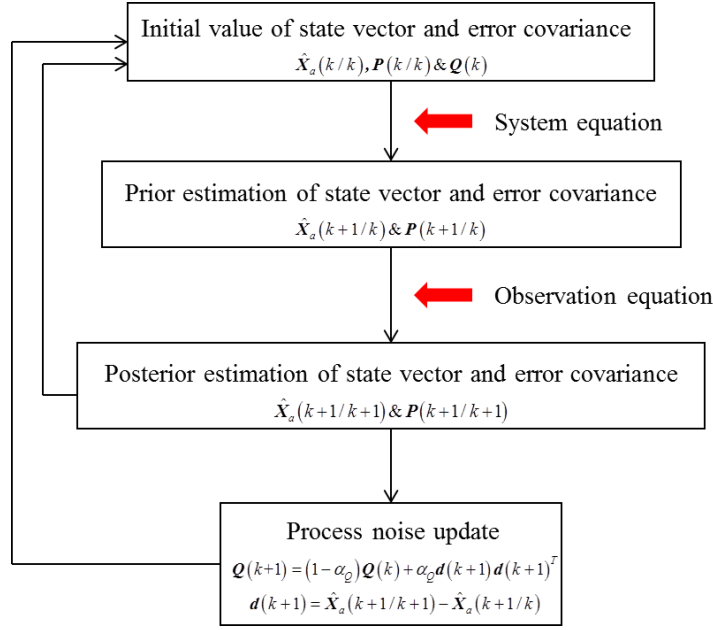 Initial value of state vector and error covariance
X̂ₐ(k/k), P(k/k) & Q(k)
System equation
Prior estimation of state vector and error covariance
X̂ₐ(k+1/k) & P(k+1/k)
Observation equation
Posterior estimation of state vector and error covariance
X̂ₐ(k+1/k+1) & P(k+1/k+1)
Process noise update
Q(k+1) = (1−α_Q)Q(k) + α_Q d(k+1) d(k+1)ᵀ
d(k+1) = X̂ₐ(k+1/k+1) − X̂ₐ(k+1/k)